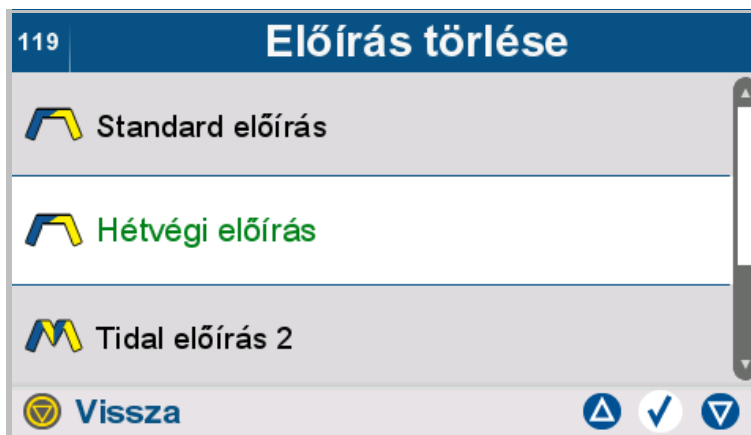 119
Előírás törlése
Standard előírás
Hétvégi előírás
Tidal előírás 2
Vissza